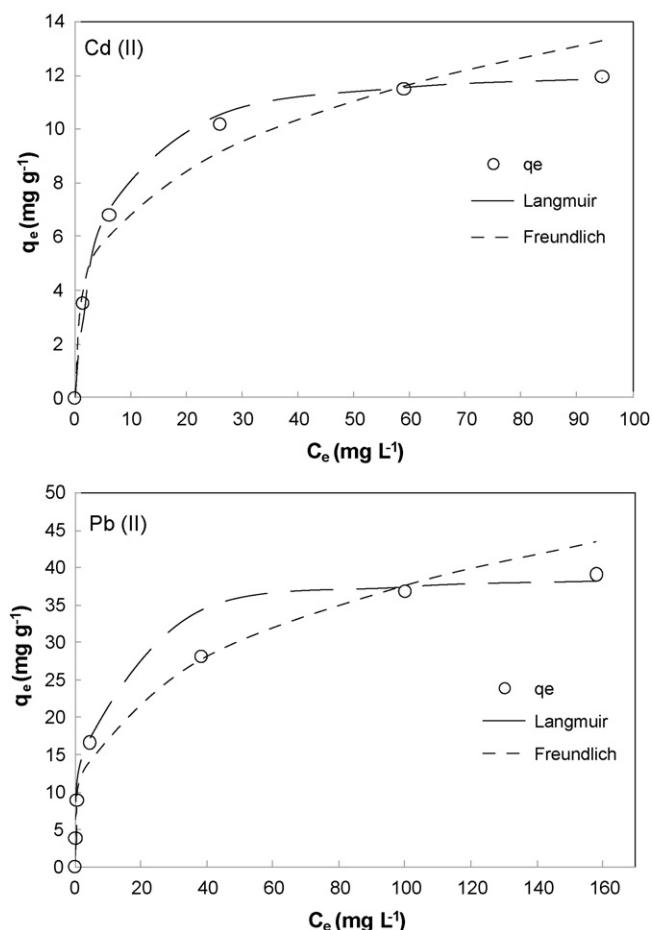 14
12
10
8
6
4
2
0
Cd (II)
qe (mg g-1)
qe
Langmuir
Freundlich
0 10 20 30 40 50 60 70 80 90 100
Ce (mg L-1)
50
45
40
35
30
25
20
15
10
5
0
Pb (II)
qe (mg g-1)
qe
Langmuir
Freundlich
0 20 40 60 80 100 120 140 160
Ce (mg L-1)